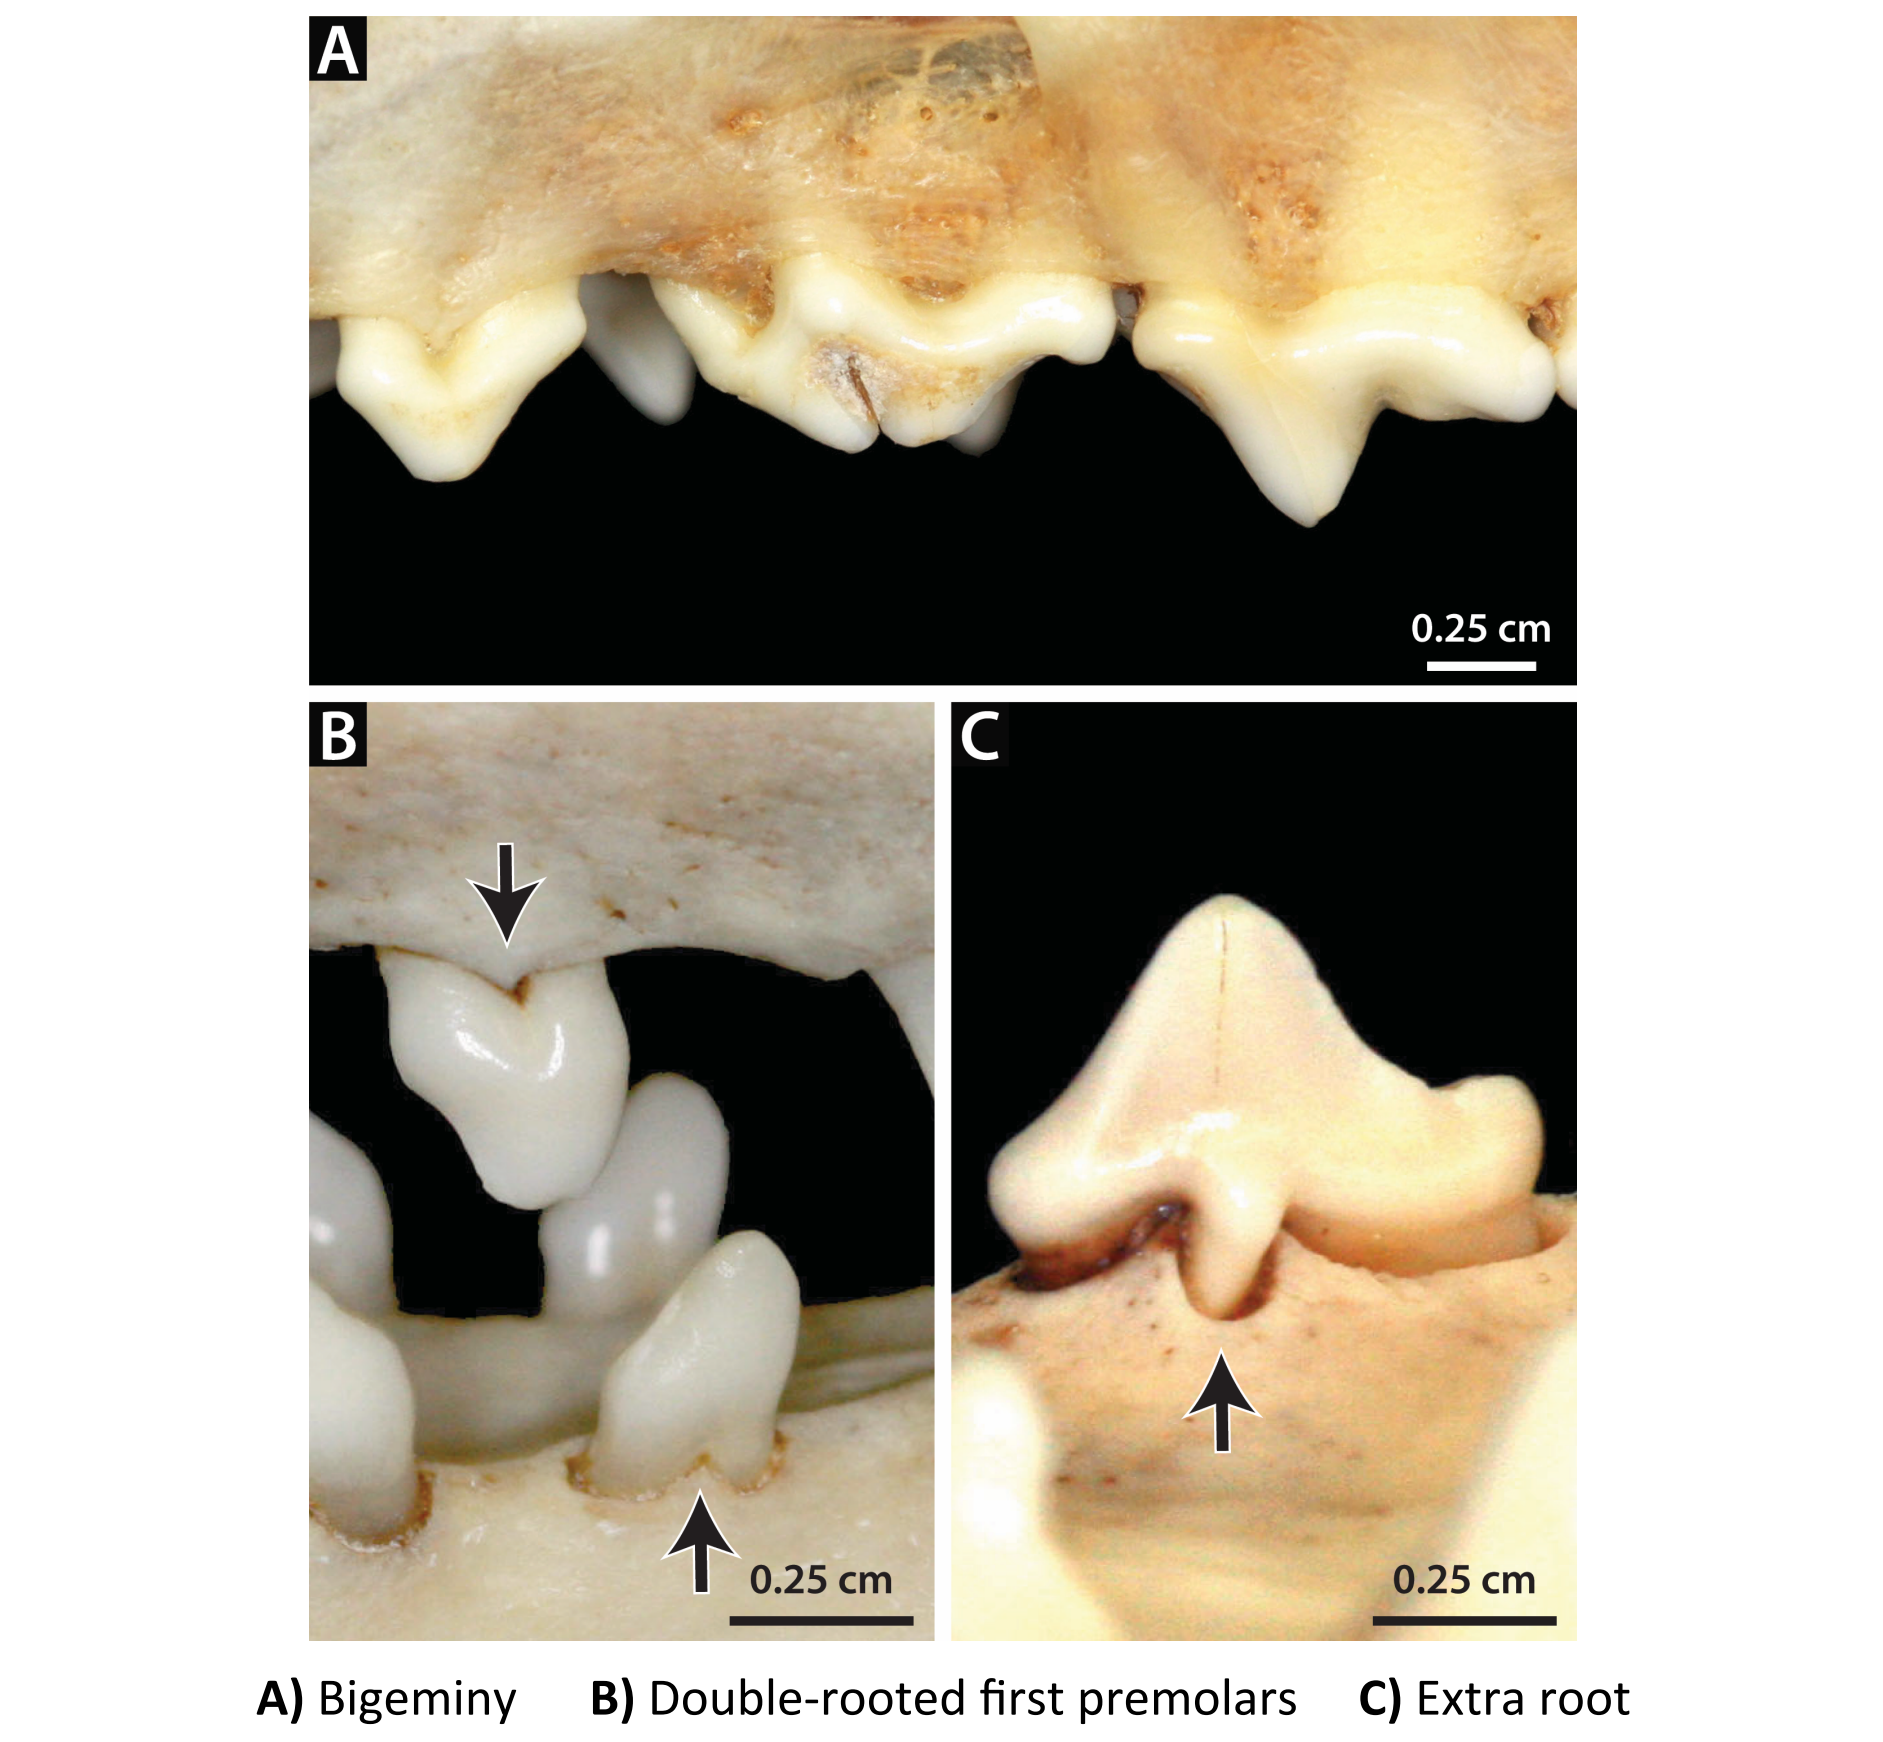 A
0.25 cm
B
C
0.25 cm
0.25 cm
A) Bigeminy B) Double-rooted first premolars C) Extra root